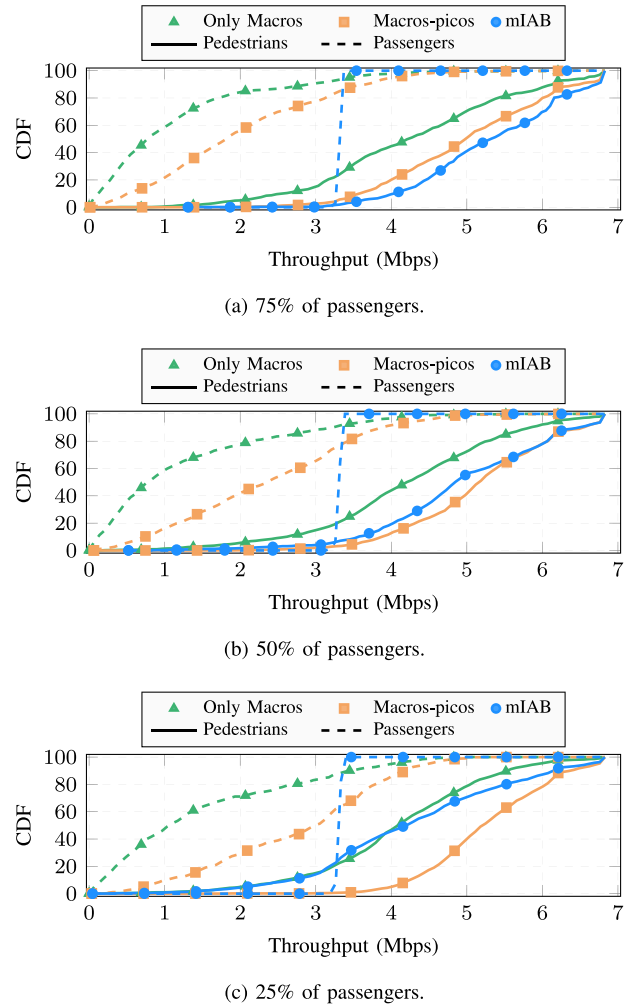 Only Macros Macros-picos mIAB
Pedestrians Passengers
100
80
60
40
20
0
CDF
0 1 2 3 4 5 6 7
Throughput (Mbps)
(a) 75% of passengers.
Only Macros Macros-picos mIAB
Pedestrians Passengers
100
80
60
40
20
0
CDF
0 1 2 3 4 5 6 7
Throughput (Mbps)
(b) 50% of passengers.
Only Macros Macros-picos mIAB
Pedestrians Passengers
100
80
60
40
20
0
CDF
0 1 2 3 4 5 6 7
Throughput (Mbps)
(c) 25% of passengers.